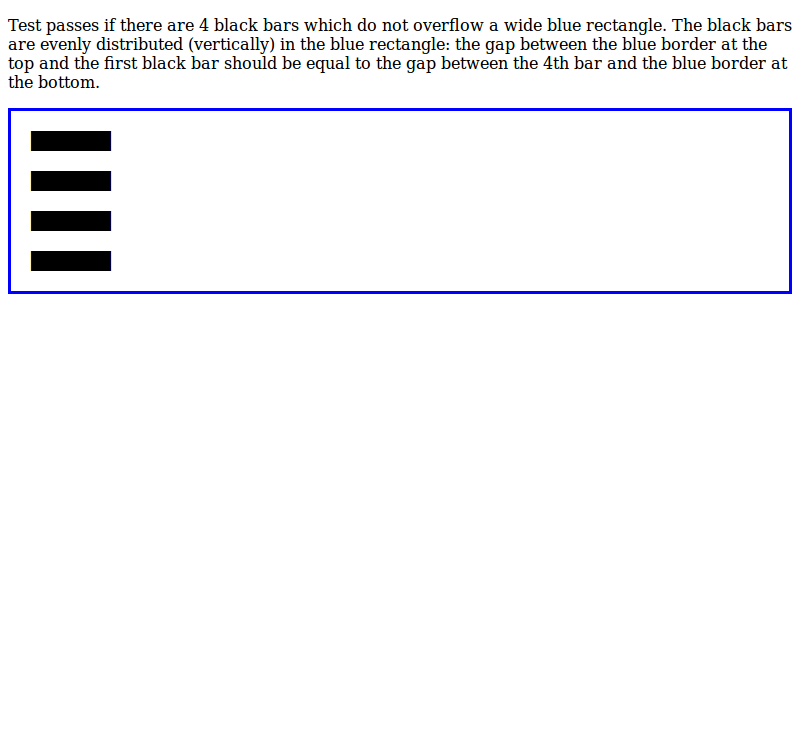 Test passes if there are 4 black bars which do not overflow a wide blue rectangle. The black bars
are evenly distributed (vertically) in the blue rectangle: the gap between the blue border at the
top and the first black bar should be equal to the gap between the 4th bar and the blue border at
the bottom.